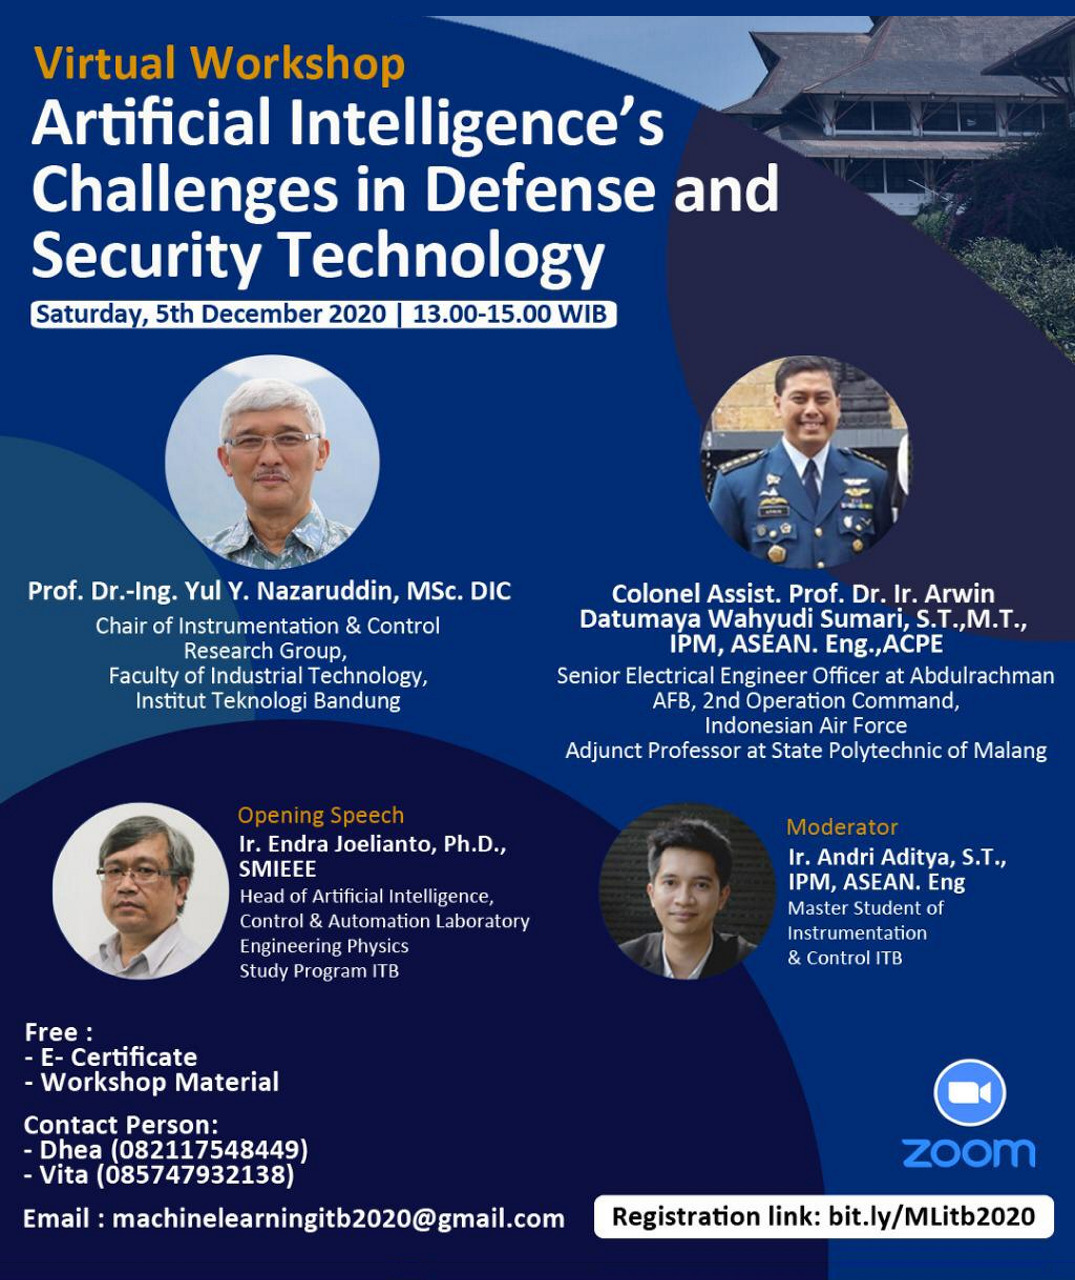 Virtual Workshop
Artificial Intelligence’s
Challenges in Defense and
Security Technology
Saturday, 5th December 2020 | 13.00-15.00 WIB
Prof. Dr.-Ing. Yul Y. Nazaruddin, MSc. DIC
Chair of Instrumentation & Control
Research Group,
Faculty of Industrial Technology,
Institut Teknologi Bandung
Colonel Assist. Prof. Dr. Ir. Arwin
Datumaya Wahyudi Sumari, S.T.,M.T.,
IPM, ASEAN. Eng.,ACPE
Senior Electrical Engineer Officer at Abdulrachman
AFB, 2nd Operation Command,
Indonesian Air Force
Adjunct Professor at State Polytechnic of Malang
Opening Speech
Ir. Endra Joelianto, Ph.D.,
SMIEEE
Head of Artificial Intelligence,
Control & Automation Laboratory
Engineering Physics
Study Program ITB
Moderator
Ir. Andri Aditya, S.T.,
IPM, ASEAN. Eng
Master Student of
Instrumentation
& Control ITB
Free :
- E- Certificate
- Workshop Material
Contact Person:
- Dhea (082117548449)
- Vita (085747932138)
Email : machinelearningitb2020@gmail.com
zoom
Registration link: bit.ly/MLitb2020